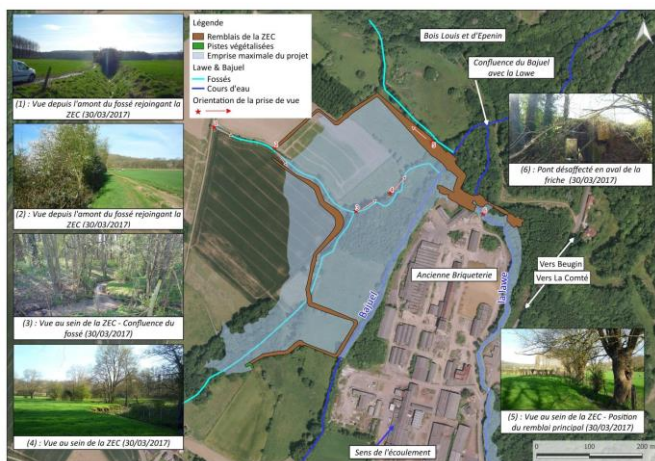 Légende
Remblais de la ZEC
Pistes végétalisées
Emprise maximale du projet
Lawe & Bajuel
Fossés
Cours d'eau
Orientation de la prise de vue
(1) : Vue depuis l'amont du fossé rejoingant la
ZEC (30/03/2017)
(2) : Vue depuis l'amont du fossé rejoingant la
ZEC (30/03/2017)
(3) : Vue au sein de la ZEC - Confluence du
fossé (30/03/2017)
(4) : Vue au sein de la ZEC (30/03/2017)
Bois Louis et d'Epenin
Confluence du Bajuel
avec la Lawe
(6) : Pont désaffecté en aval de la
friche (30/03/2017)
Vers Beugin
Vers La Comté
Ancienne Briqueterie
Bajuel
La Lawe
(5) : Vue au sein de la ZEC - Position
du remblai principal (30/03/2017)
Sens de l'écoulement
0 100 200 m